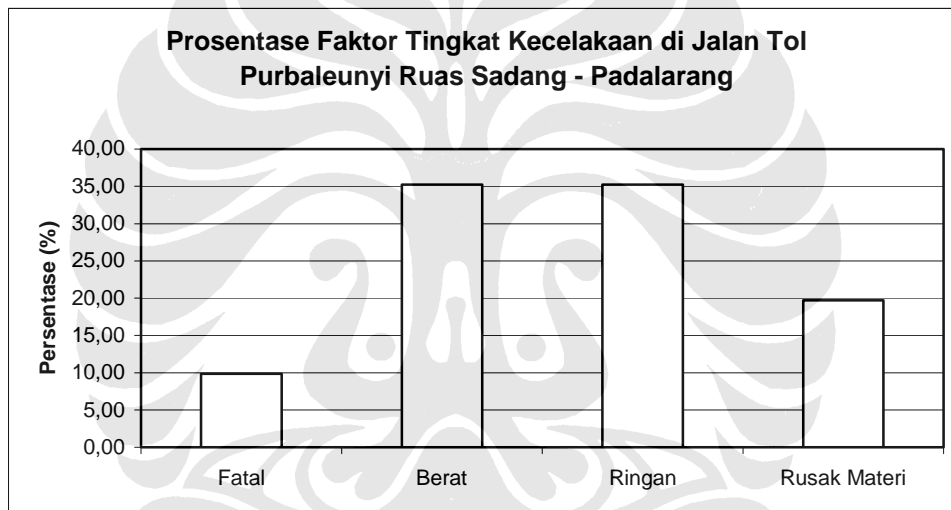 Prosentase Faktor Tingkat Kecelakaan di Jalan Tol
Purbaleunyi Ruas Sadang - Padalarang
Persentase (%)
40,00
35,00
30,00
25,00
20,00
15,00
10,00
5,00
0,00
Fatal Berat Ringan Rusak Materi